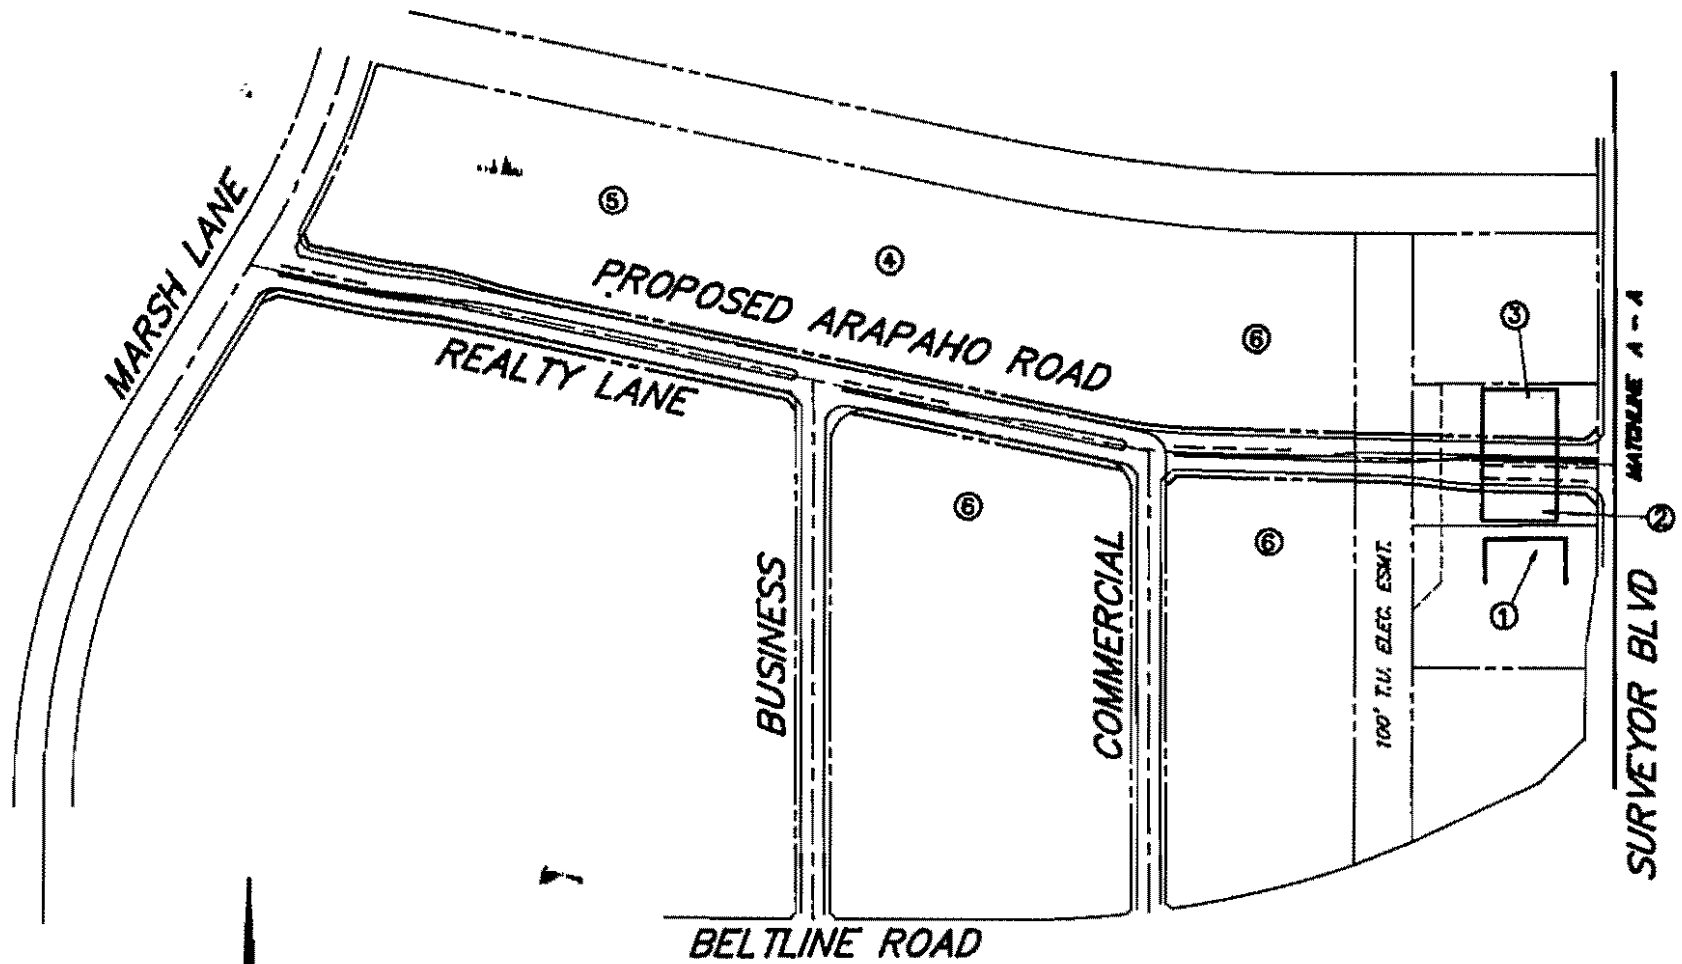 MARSH LANE
⑤
④
PROPOSED ARAPAHO ROAD
REALTY LANE
⑥
③
MATCHLINE A - A
⑥
⑥
②
①
BUSINESS
COMMERCIAL
100' T.U. ELEC. ESMT.
SURVEYOR BLVD
BELTLINE ROAD